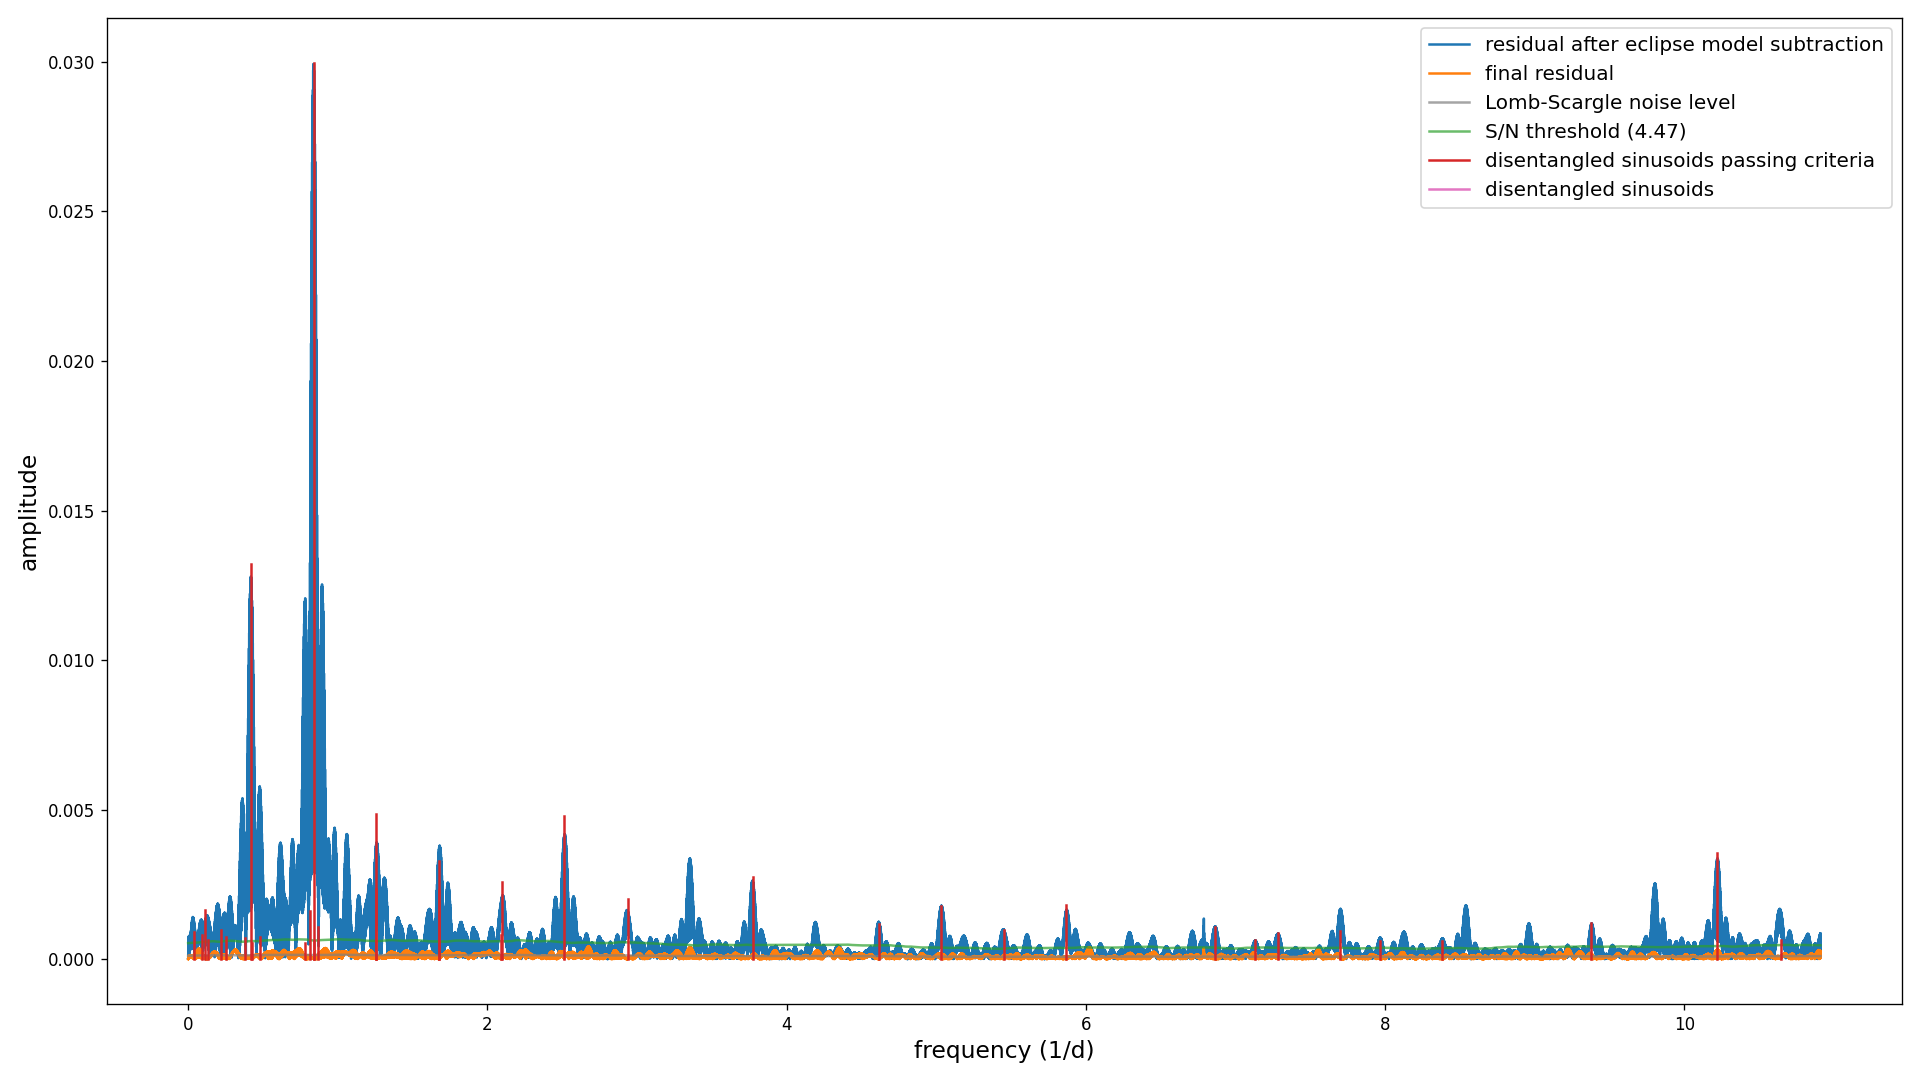 residual after eclipse model subtraction
final residual
Lomb-Scargle noise level
S/N threshold (4.47)
disentangled sinusoids passing criteria
disentangled sinusoids
amplitude
0.030
0.025
0.020
0.015
0.010
0.005
0.000
0 2 4 6 8 10
frequency (1/d)